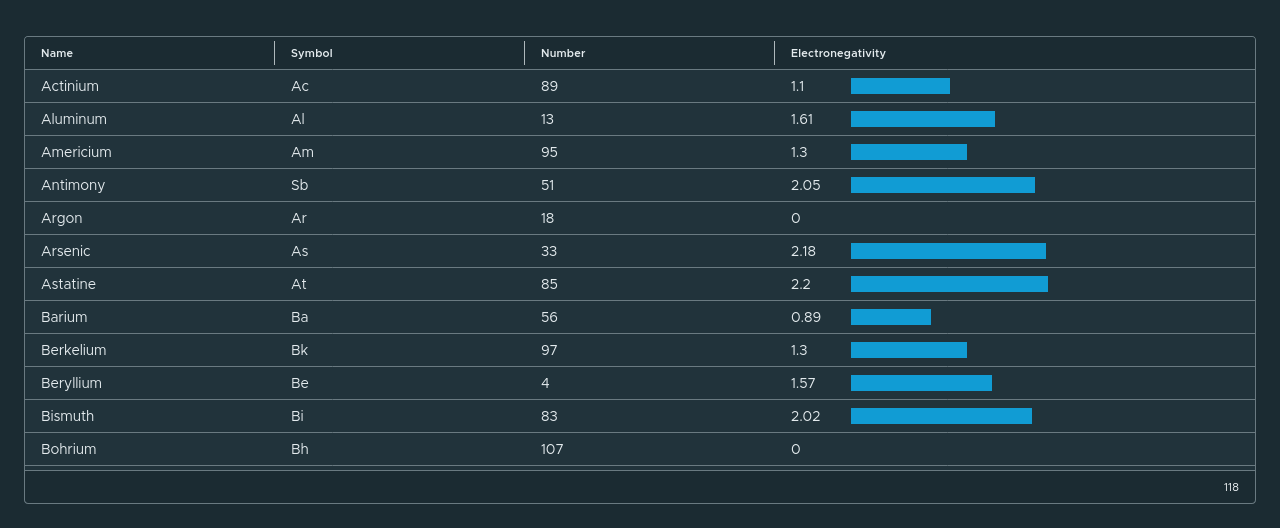 Name Symbol Number Electronegativity
Actinium Ac 89 1.1
Aluminum Al 13 1.61
Americium Am 95 1.3
Antimony Sb 51 2.05
Argon Ar 18 0
Arsenic As 33 2.18
Astatine At 85 2.2
Barium Ba 56 0.89
Berkelium Bk 97 1.3
Beryllium Be 4 1.57
Bismuth Bi 83 2.02
Bohrium Bh 107 0
118